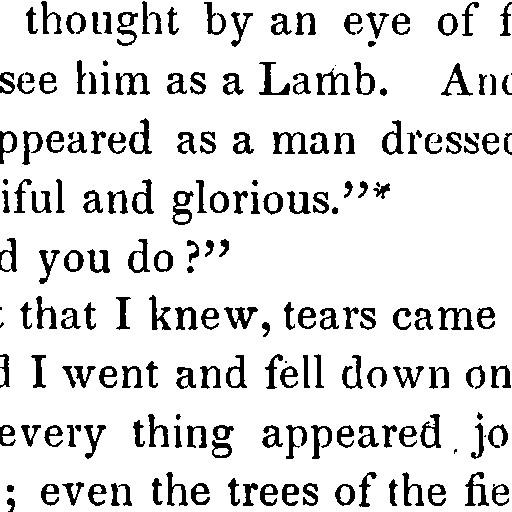 thought by an eye of f
see him as a Lamb. And
ppeared as a man dressed
iful and glorious."*
d you do?"
t that I knew, tears came
d I went and fell down on
every thing appeared jo
; even the trees of the fie